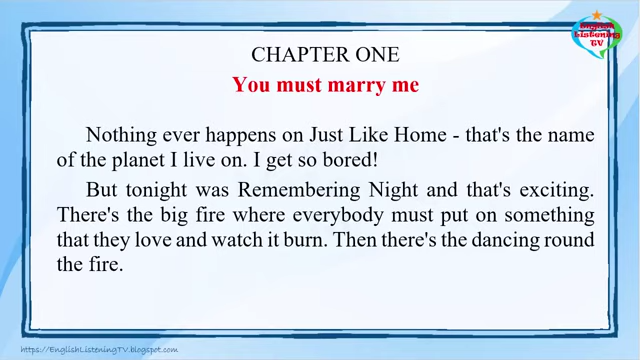 English
Listening
TV
CHAPTER ONE
You must marry me
Nothing ever happens on Just Like Home - that's the name
of the planet I live on. I get so bored!
But tonight was Remembering Night and that's exciting.
There's the big fire where everybody must put on something
that they love and watch it burn. Then there's the dancing round
the fire.
https://EnglishListeningTV.blogspot.com